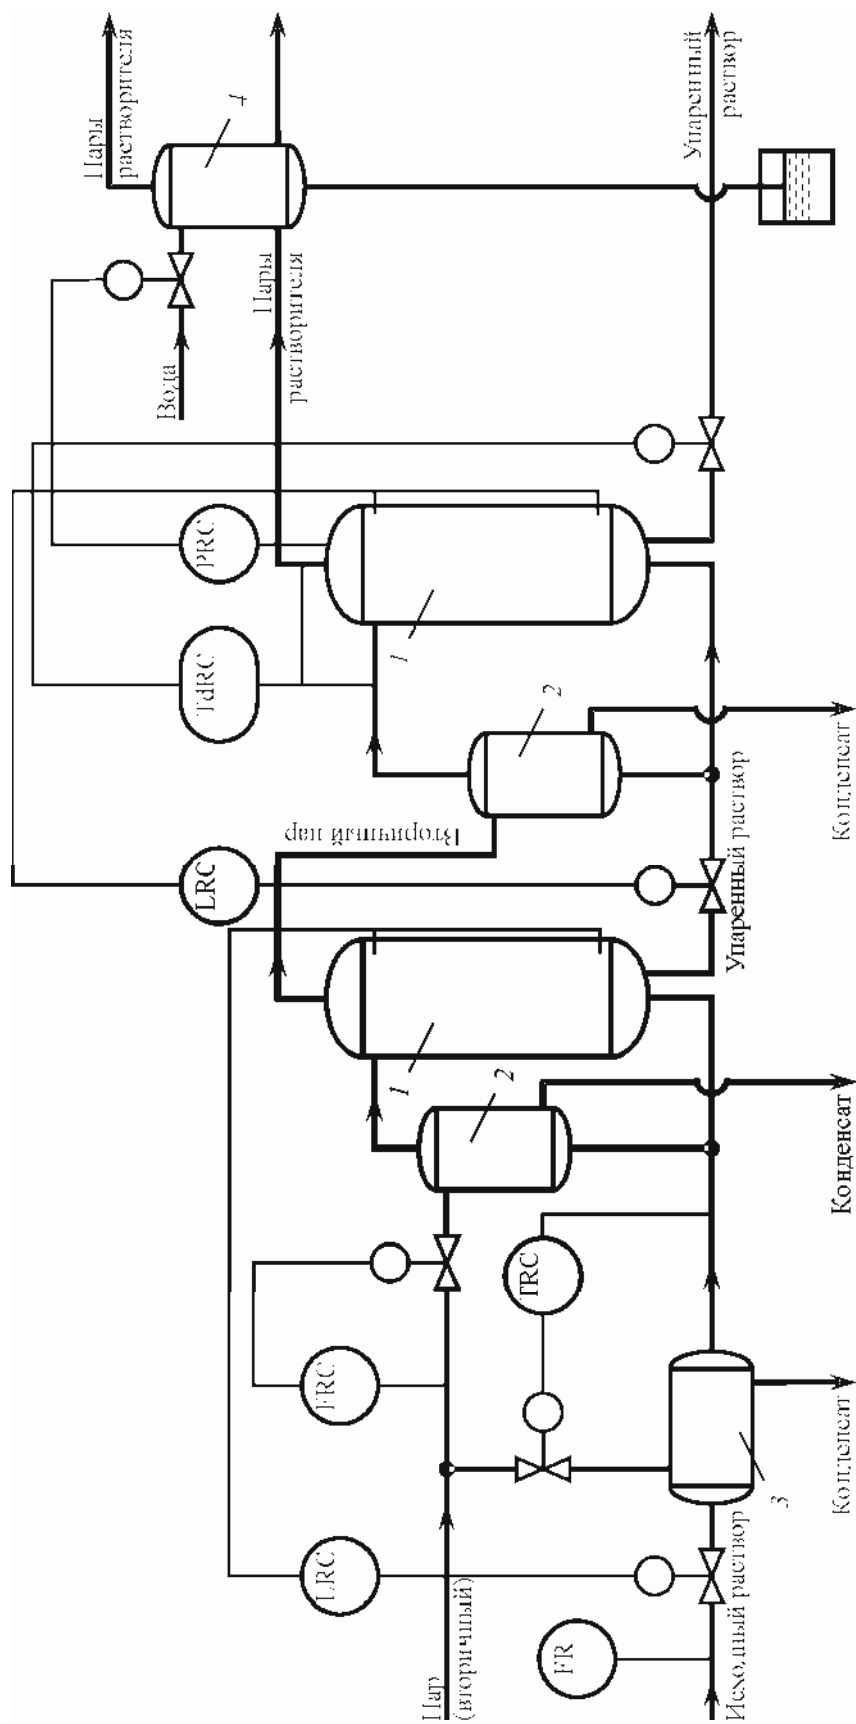 Пары
растворителя
Вода
LRC
TdRC
PRC
4
Пары
растворителя
Вторичный пар
LRC
FRC
1
1
Пар
(вторичный)
2
2
TRC
FR
Исходный раствор
3
Упаренный раствор
Упаренный
раствор
Конденсат
Конденсат
Конденсат